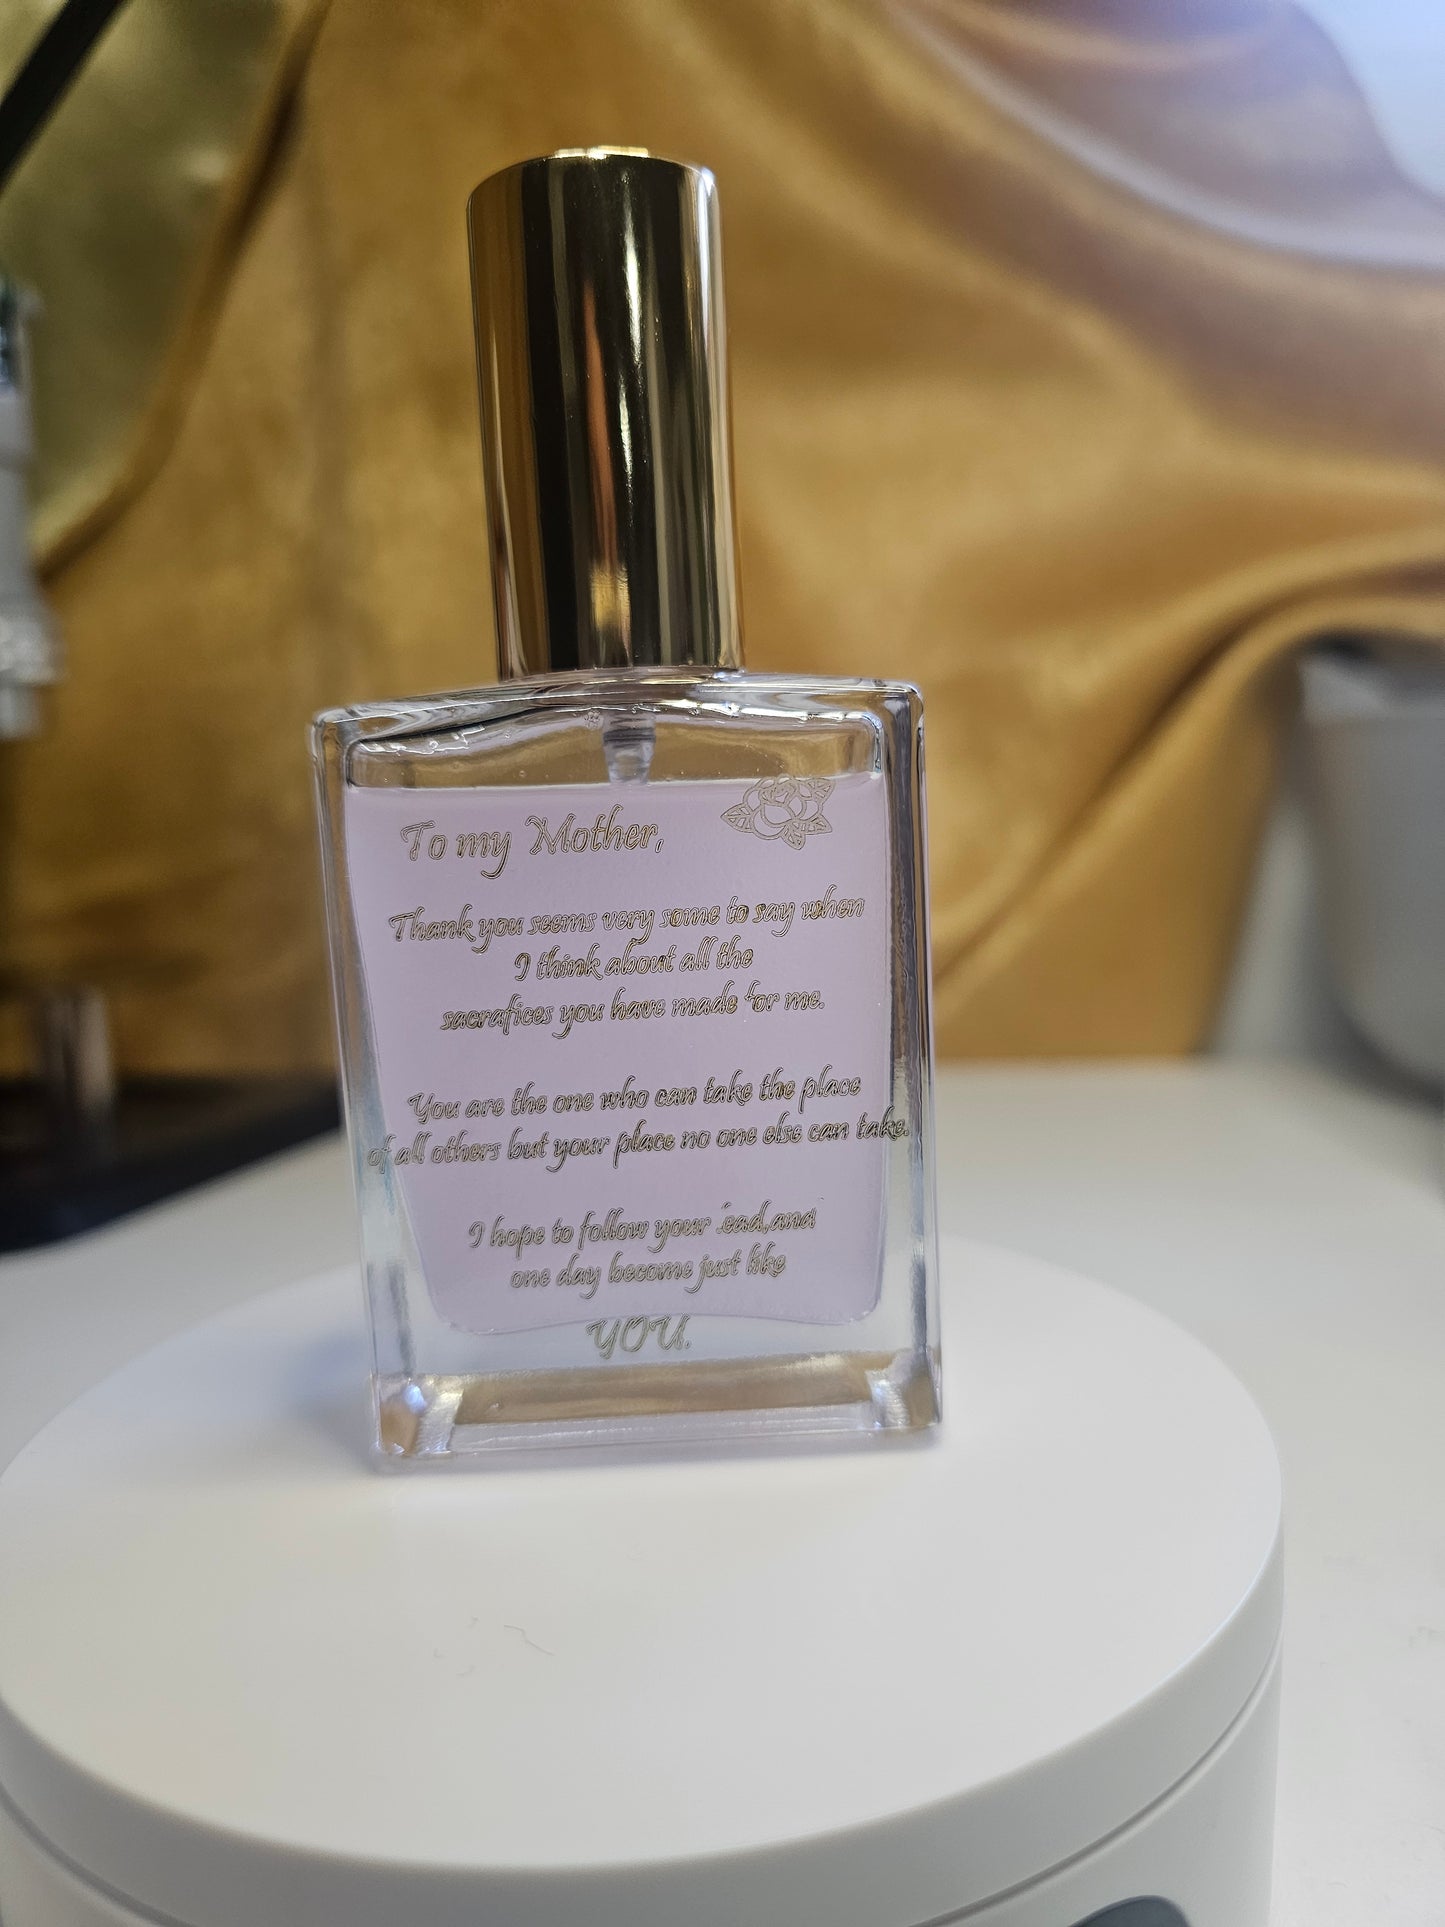 To my Mother,
Thank you seems very some to say when
I think about all the
sacrafices you have made for me.
You are the one who can take the place
of all others but your place no one else can take.
I hope to follow your lead,and
one day become just like
YOU.